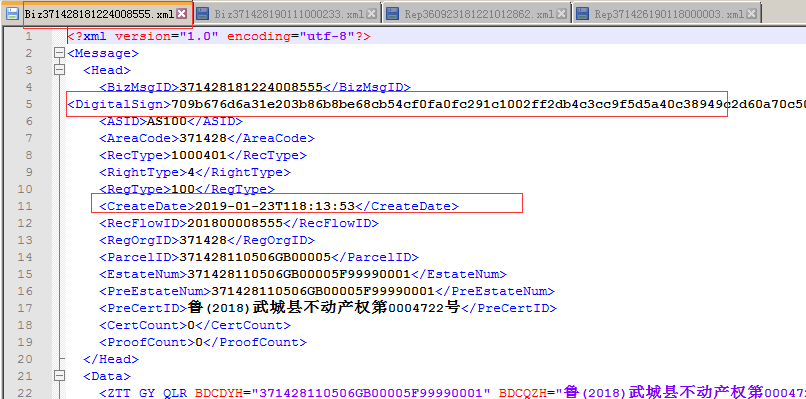 Biz371428181224008555.xml Biz371428190111000233.xml Rep360923181221012862.xml Rep371426190118000003.xml
1 <?xml version="1.0" encoding="utf-8"?>
2 <Message>
3 <Head>
4 <BizMsgID>371428181224008555</BizMsgID>
5 <DigitalSign>709b676d6a31e203b86b8be68cb54cf0fa0fc291c1002ff2db4c3cc9f5d5a40c38949c2d60a70c50
6 <ASID>AS100</ASID>
7 <AreaCode>371428</AreaCode>
8 <RecType>1000401</RecType>
9 <RightType>4</RightType>
10 <RegType>100</RegType>
11 <CreateDate>2019-01-23T118:13:53</CreateDate>
12 <RecFlowID>201800008555</RecFlowID>
13 <RegOrgID>371428</RegOrgID>
14 <ParcelID>371428110506GB00005</ParcelID>
15 <EstateNum>371428110506GB00005F99990001</EstateNum>
16 <PreEstateNum>371428110506GB00005F99990001</PreEstateNum>
17 <PreCertID>鲁(2018)武城县不动产权第0004722号</PreCertID>
18 <CertCount>0</CertCount>
19 <ProofCount>0</ProofCount>
20 </Head>
21 <Data>
22 <ZTT_GY_QLR BDCDYH="371428110506GB00005F99990001" BDCQZH="鲁(2018)武城县不动产权第000472